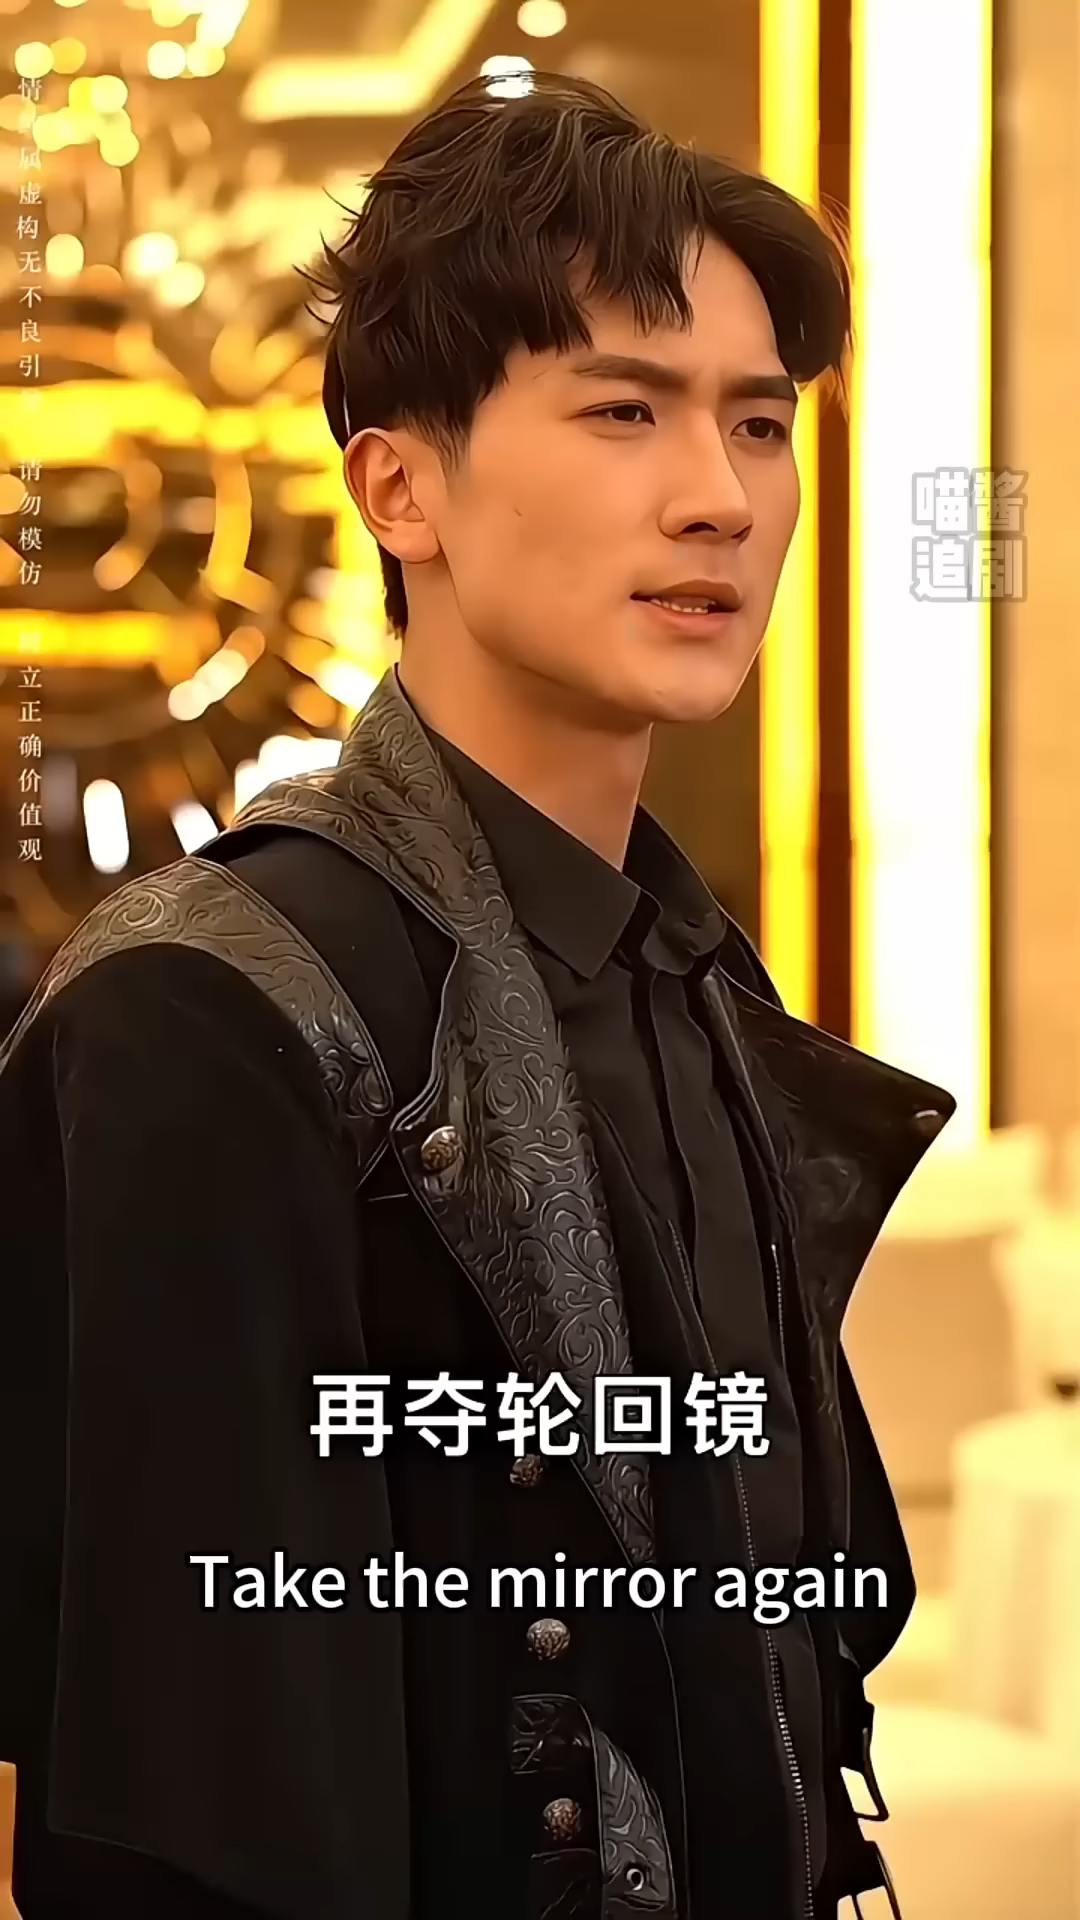 情 属虚构无不良引 请勿模仿 立正确价值观
喵酱
追剧
再夺轮回镜
Take the mirror again